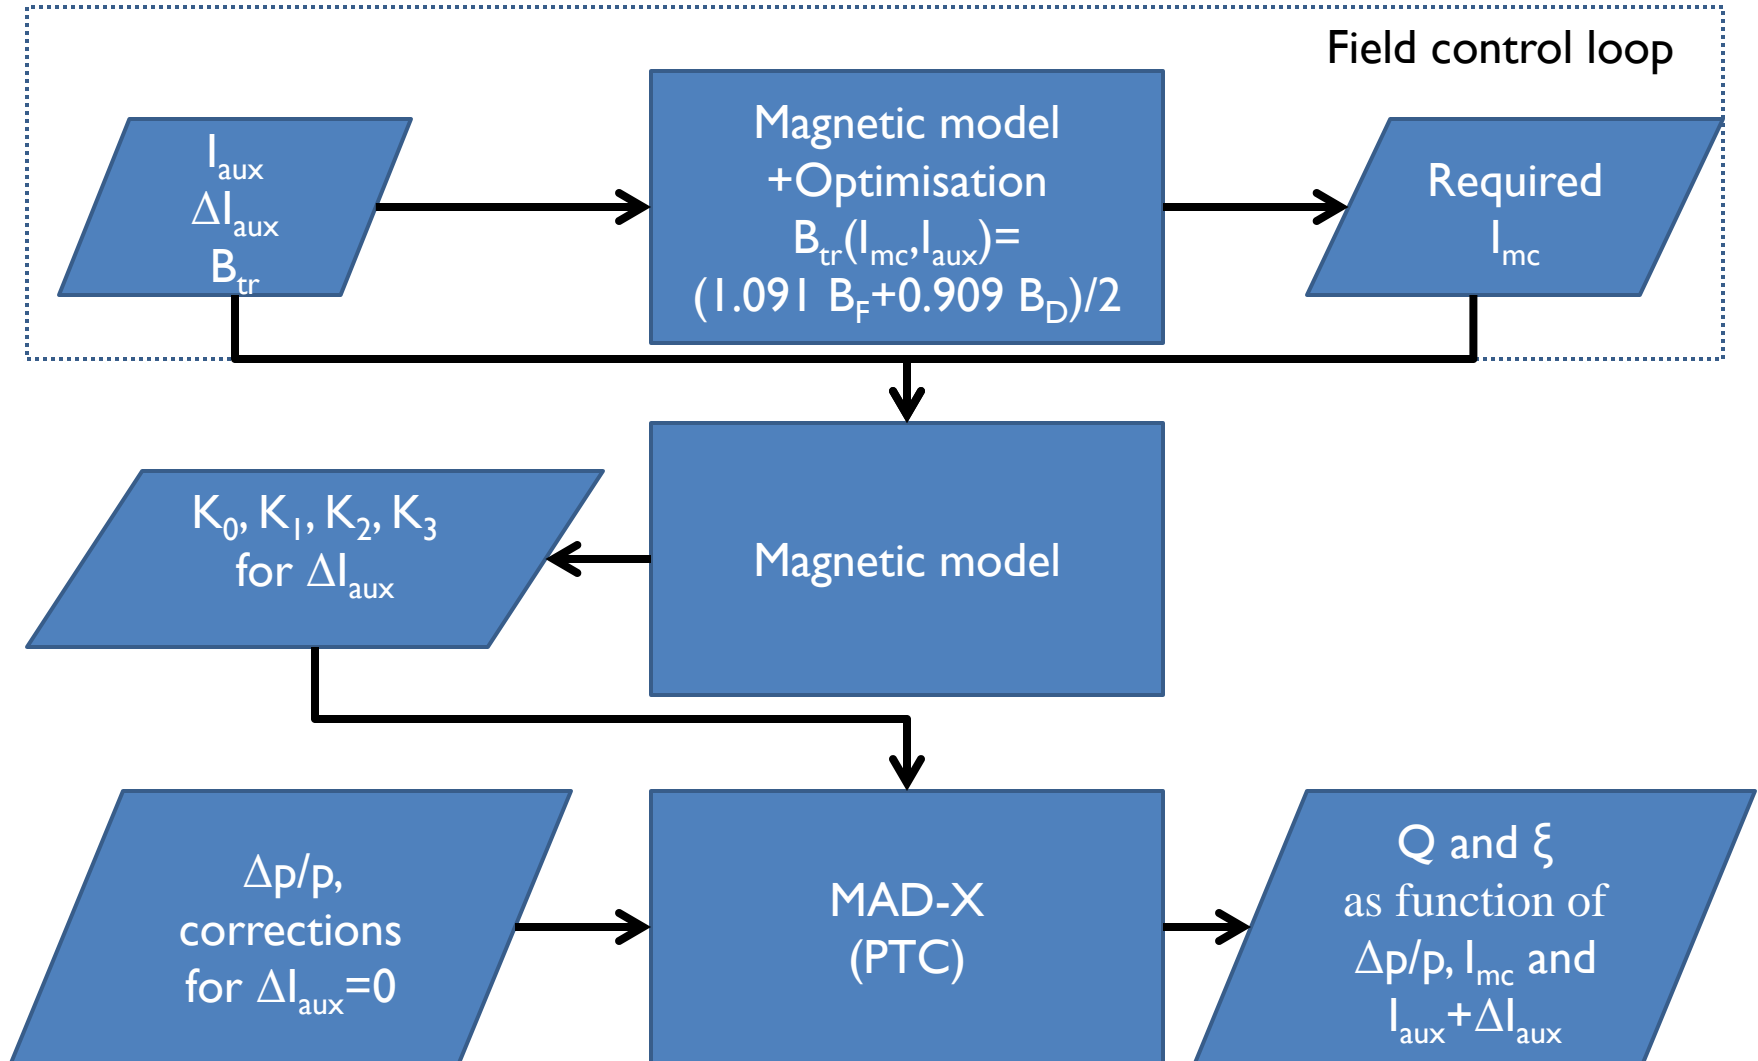 Field control loop
I_aux
ΔI_aux
B_tr
Magnetic model
+Optimisation
B_tr(I_mc,I_aux)=
(1.091 B_F+0.909 B_D)/2
Required
I_mc
K_0, K_1, K_2, K_3
for ΔI_aux
Magnetic model
Δp/p,
corrections
for ΔI_aux=0
MAD-X
(PTC)
Q and ξ
as function of
Δp/p, I_mc and
I_aux+ΔI_aux